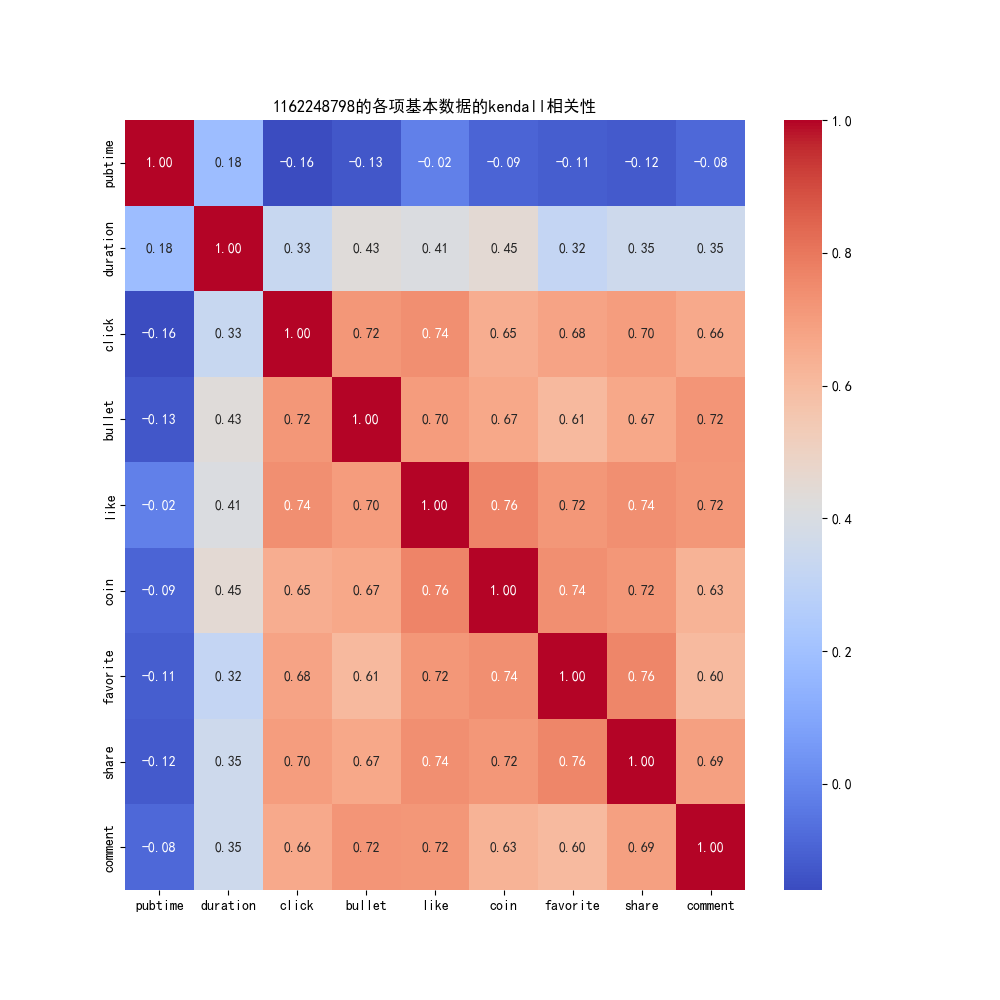 1162248798的各项基本数据的kendall相关性
pubtime 1.00 0.18 -0.16 -0.13 -0.02 -0.09 -0.11 -0.12 -0.08
duration 0.18 1.00 0.33 0.43 0.41 0.45 0.32 0.35 0.35
click -0.16 0.33 1.00 0.72 0.74 0.65 0.68 0.70 0.66
bullet -0.13 0.43 0.72 1.00 0.70 0.67 0.61 0.67 0.72
like -0.02 0.41 0.74 0.70 1.00 0.76 0.72 0.74 0.72
coin -0.09 0.45 0.65 0.67 0.76 1.00 0.74 0.72 0.63
favorite -0.11 0.32 0.68 0.61 0.72 0.74 1.00 0.76 0.60
share -0.12 0.35 0.70 0.67 0.74 0.72 0.76 1.00 0.69
comment -0.08 0.35 0.66 0.72 0.72 0.63 0.60 0.69 1.00
pubtime duration click bullet like coin favorite share comment
1.0
0.8
0.6
0.4
0.2
0.0